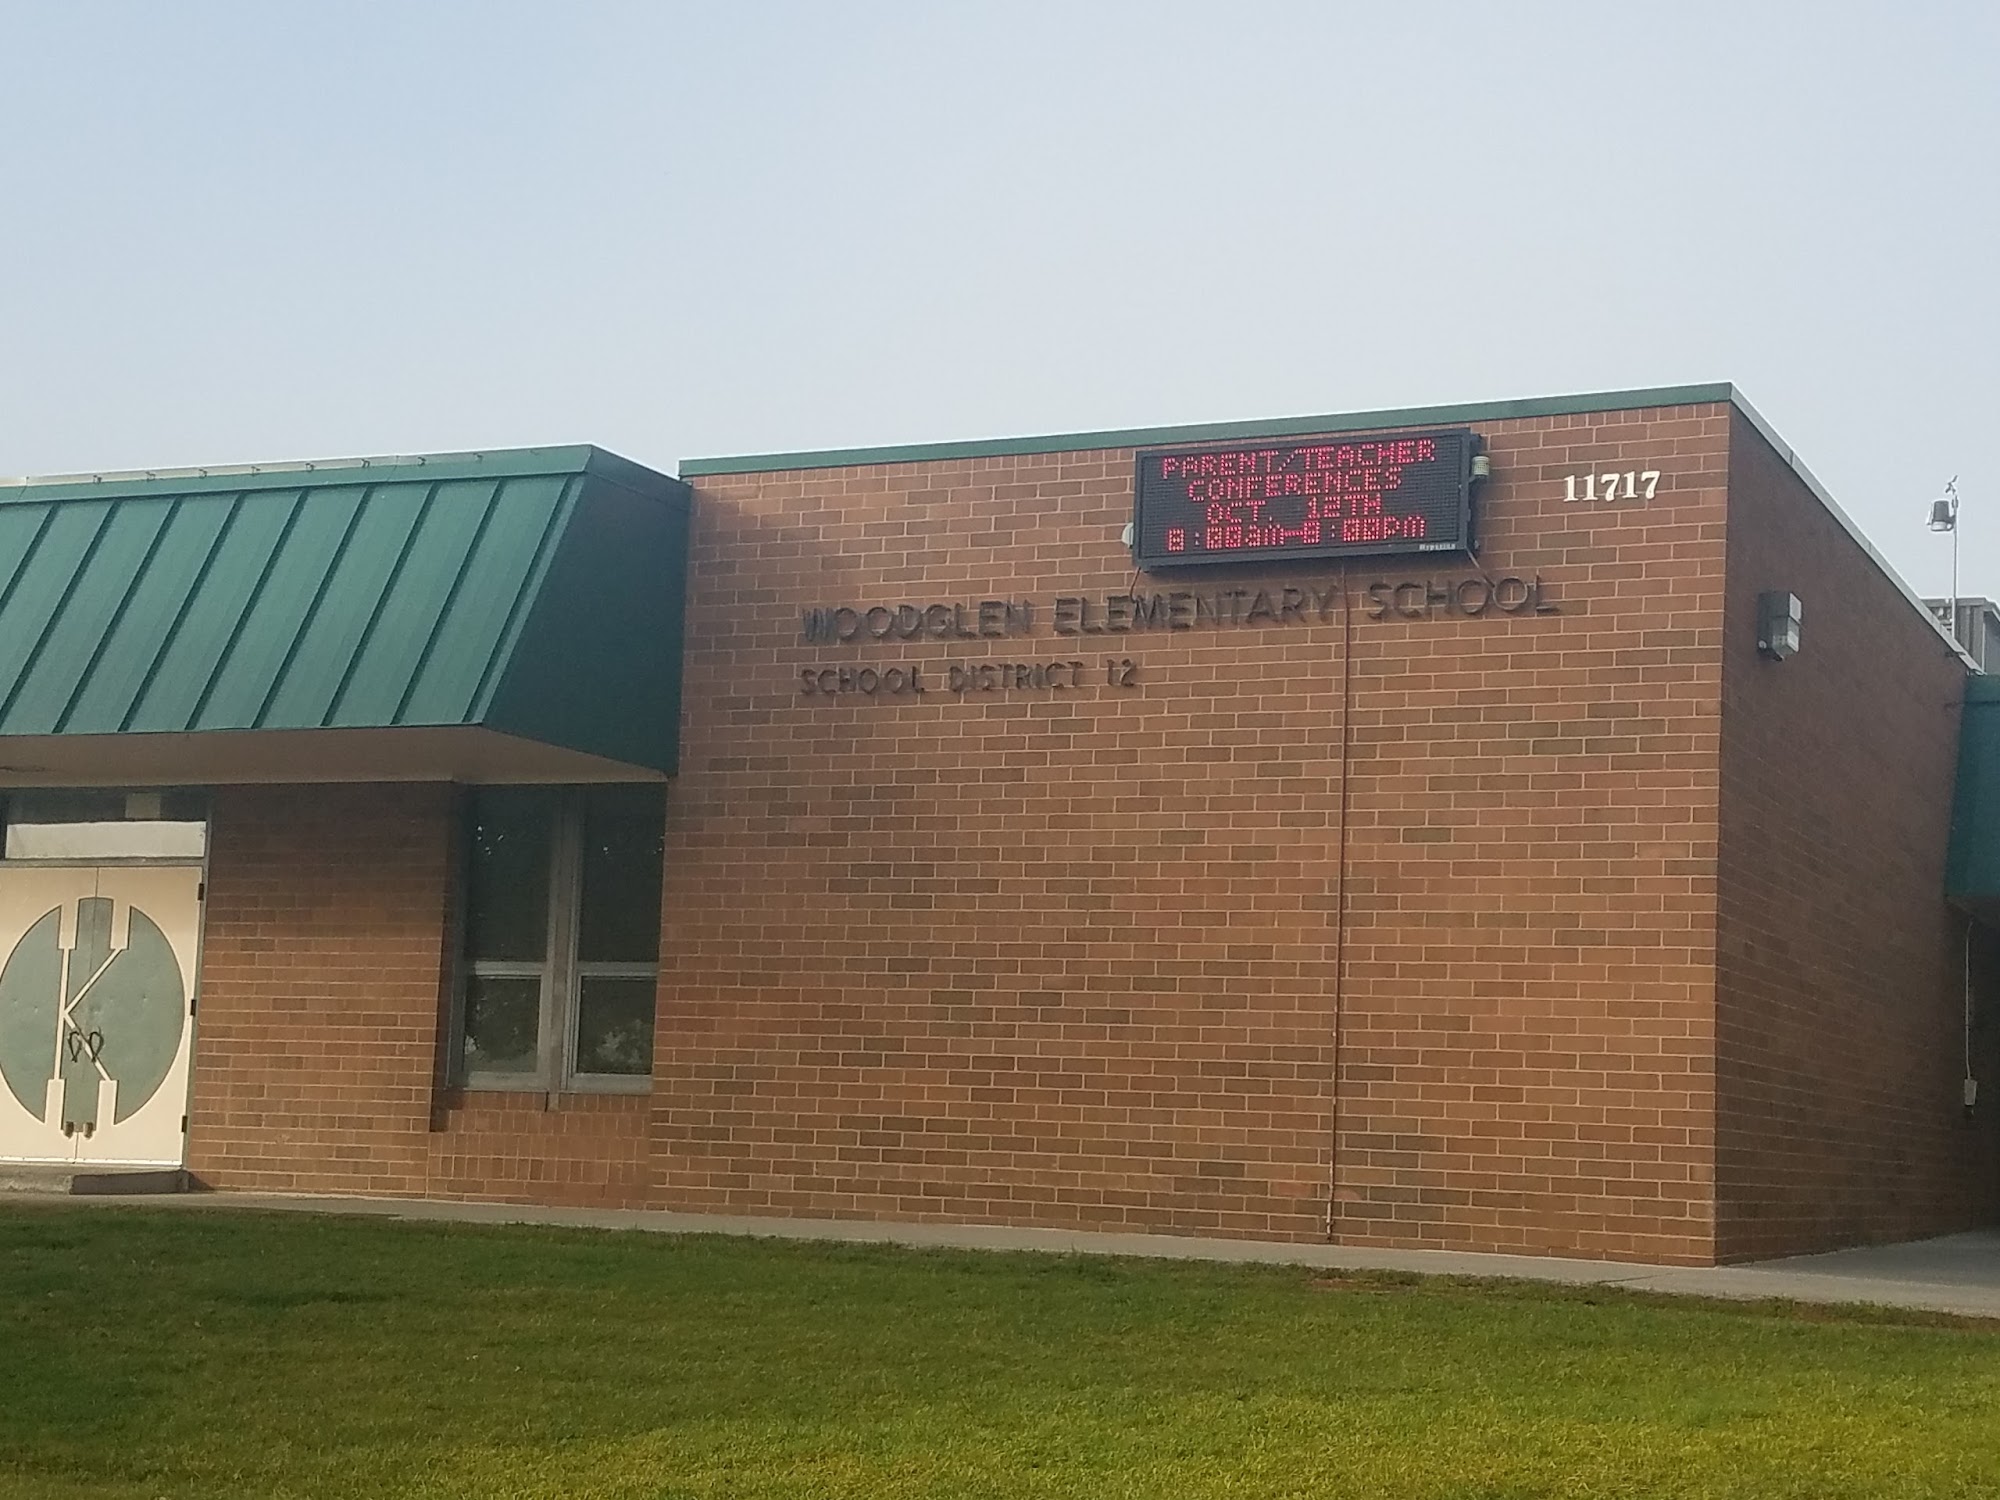 PARENT/TEACHER
CONFERENCES
OCT. 12TH
8:00am-8:00pm
11717
WOODGLEN ELEMENTARY SCHOOL
SCHOOL DISTRICT 12
K